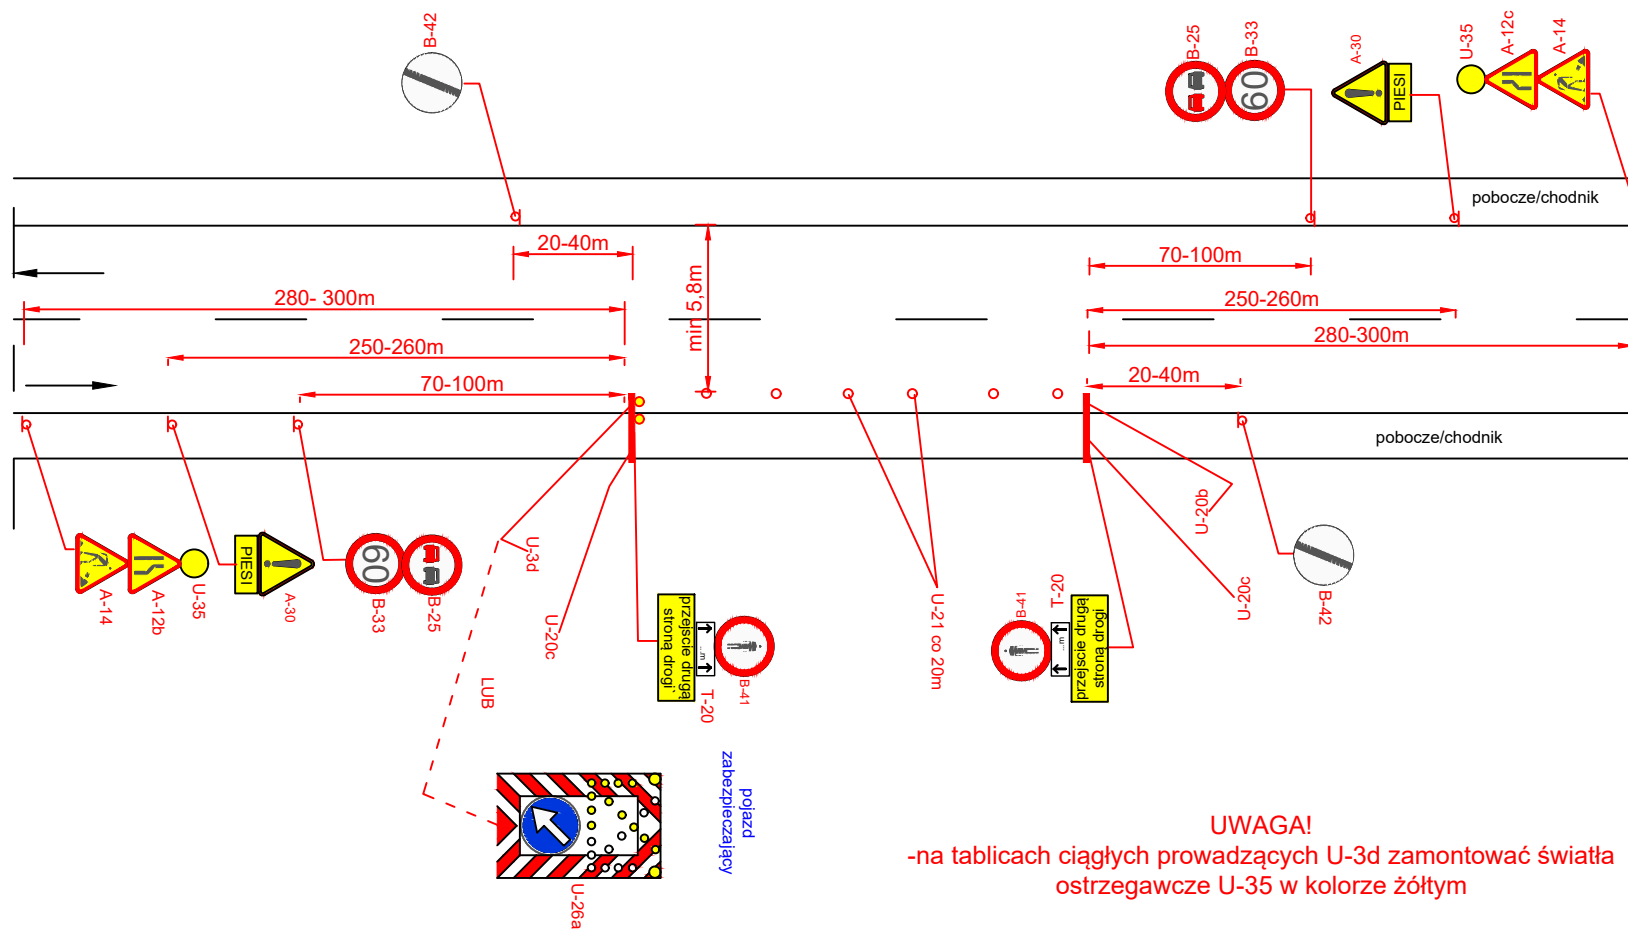 B-42
B-25
B-33
60
A-30
PIESI
U-35
A-12c
A-14
pobocze/chodnik
20-40m
70-100m
280- 300m
min 5,8m
250-260m
250-260m
280-300m
70-100m
20-40m
pobocze/chodnik
A-14
A-12b
U-35
PIESI
A-30
60
B-33
B-25
U-3d
U-20c
LUB
przejscie drugą
stroną drogi
...m
T-20
B-41
U-21 co 20m
B-41
T-20
...m
przejscie drugą
stroną drogi
U-20b
U-20c
B-42
pojazd
zabezpieczający
U-26a
UWAGA!
-na tablicach ciągłych prowadzących U-3d zamontować światła
ostrzegawcze U-35 w kolorze żółtym